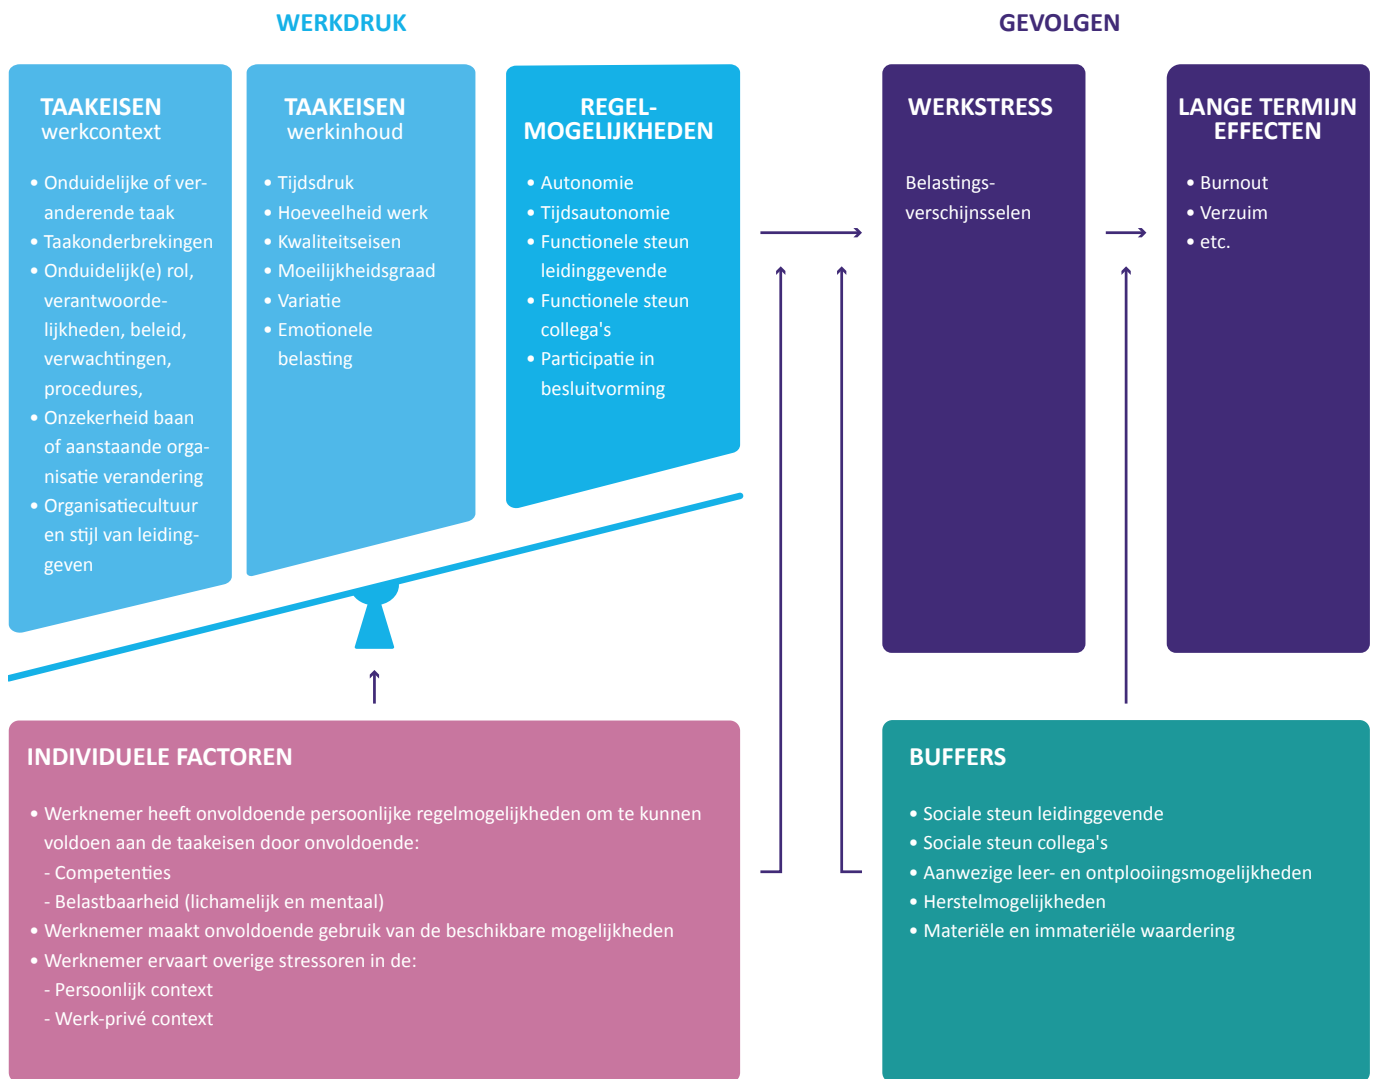 WERKDRUK
GEVOLGEN
TAAKEISEN
werkcontext
• Onduidelijke of ver-
anderende taak
• Taakonderbrekingen
• Onduidelijk(e) rol,
verantwoorde-
lijkheden, beleid,
verwachtingen,
procedures,
• Onzekerheid baan
of aanstaande orga-
nisatie verandering
• Organisatiecultuur
en stijl van leiding-
geven
TAAKEISEN
werkinhoud
• Tijdsdruk
• Hoeveelheid werk
• Kwaliteitseisen
• Moeilijkheidsgraad
• Variatie
• Emotionele
belasting
REGEL-
MOGELIJKHEDEN
• Autonomie
• Tijdsautonomie
• Functionele steun
leidinggevende
• Functionele steun
collega's
• Participatie in
besluitvorming
WERKSTRESS
Belastings-
verschijnsselen
LANGE TERMIJN
EFFECTEN
• Burnout
• Verzuim
• etc.
INDIVIDUELE FACTOREN
• Werknemer heeft onvoldoende persoonlijke regelmogelijkheden om te kunnen
voldoen aan de taakeisen door onvoldoende:
- Competenties
- Belastbaarheid (lichamelijk en mentaal)
• Werknemer maakt onvoldoende gebruik van de beschikbare mogelijkheden
• Werknemer ervaart overige stressoren in de:
- Persoonlijk context
- Werk-privé context
BUFFERS
• Sociale steun leidinggevende
• Sociale steun collega's
• Aanwezige leer- en ontplooiingsmogelijkheden
• Herstelmogelijkheden
• Materiële en immateriële waardering